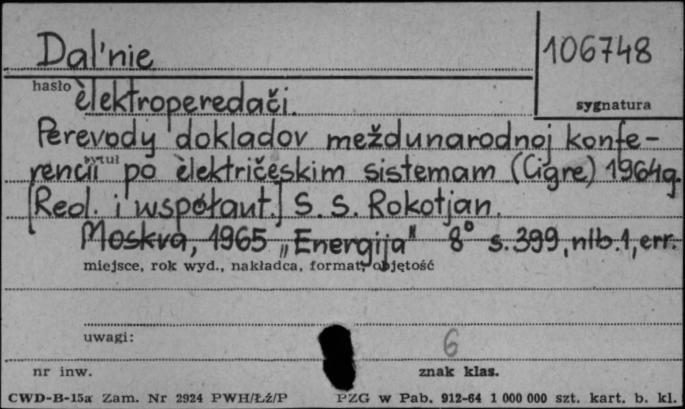 Dal'nie
106748
hasło
èlektroperedači.
sygnatura
Perevody dokladov meždunarodnoj konfe-
tytuł
rencii po èlektričeskim sistemam (Cigre) 1964g.
[Red. i współaut.] S. S. Rokotjan.
Moskva, 1965 „Energija" 8° s. 399, nlb. 1, err.
miejsce, rok wyd., nakładca, format, objętość
uwagi:
6
nr inw.
znak klas.
CWD-B-15a Zam. Nr 2924 PWH/Łź/P PZG w Pab. 912-64 1 000 000 szt. kart. b. kl.